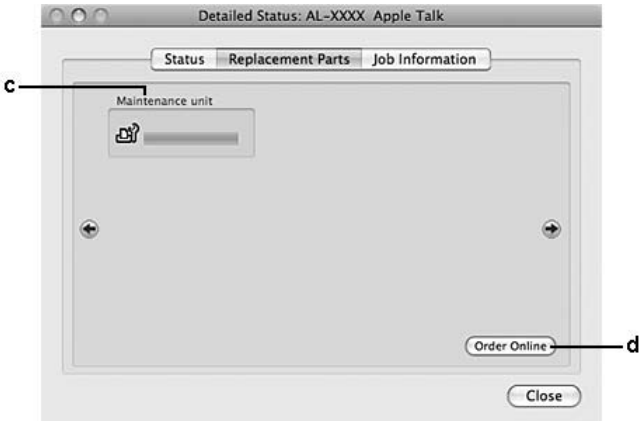 Detailed Status: AL-XXXX Apple Talk
Status Replacement Parts Job Information
c
Maintenance unit
Order Online
d
Close